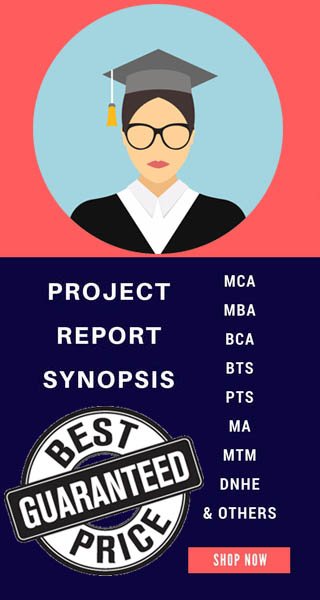 PROJECT
REPORT
SYNOPSIS
BEST
GUARANTEED
PRICE
MCA
MBA
BCA
BTS
PTS
MA
MTM
DNHE
& OTHERS
SHOP NOW